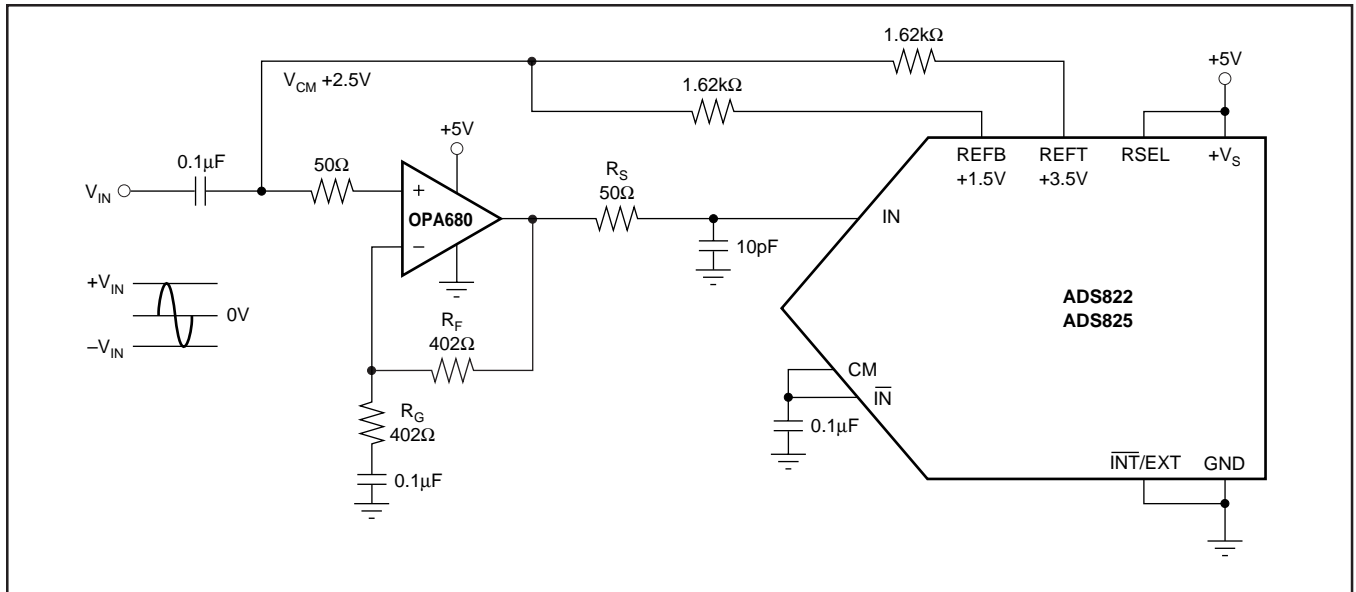 1.62kΩ
+5V
V_CM +2.5V
1.62kΩ
+5V
REFB
+1.5V
REFT
+3.5V
RSEL
+V_S
0.1µF
50Ω
R_S
50Ω
V_IN
+
OPA680
−
IN
10pF
+V_IN
0V
–V_IN
ADS822
ADS825
R_F
402Ω
CM
I̅N̅
R_G
402Ω
0.1µF
0.1µF
I̅N̅T̅/EXT
GND